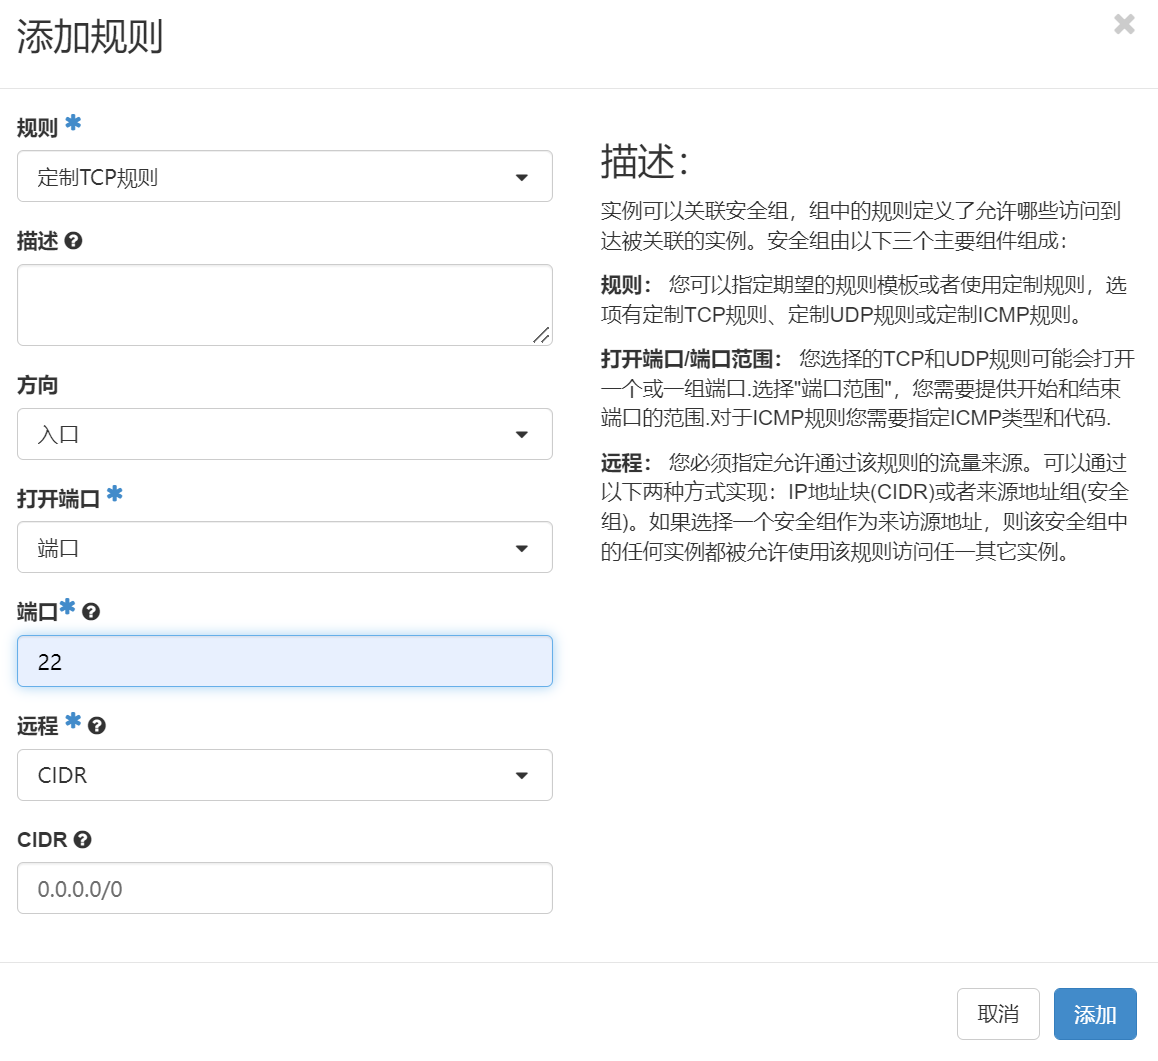 添加规则
规则
定制TCP规则
描述
方向
入口
打开端口
端口
端口
22
远程
CIDR
CIDR
0.0.0.0/0
描述：
实例可以关联安全组，组中的规则定义了允许哪些访问到
达被关联的实例。安全组由以下三个主要组件组成：
规则： 您可以指定期望的规则模板或者使用定制规则，选
项有定制TCP规则、定制UDP规则或定制ICMP规则。
打开端口/端口范围： 您选择的TCP和UDP规则可能会打开
一个或一组端口.选择"端口范围"，您需要提供开始和结束
端口的范围.对于ICMP规则您需要指定ICMP类型和代码.
远程： 您必须指定允许通过该规则的流量来源。可以通过
以下两种方式实现：IP地址块(CIDR)或者来源地址组(安全
组)。如果选择一个安全组作为来访源地址，则该安全组中
的任何实例都被允许使用该规则访问任一其它实例。
取消
添加